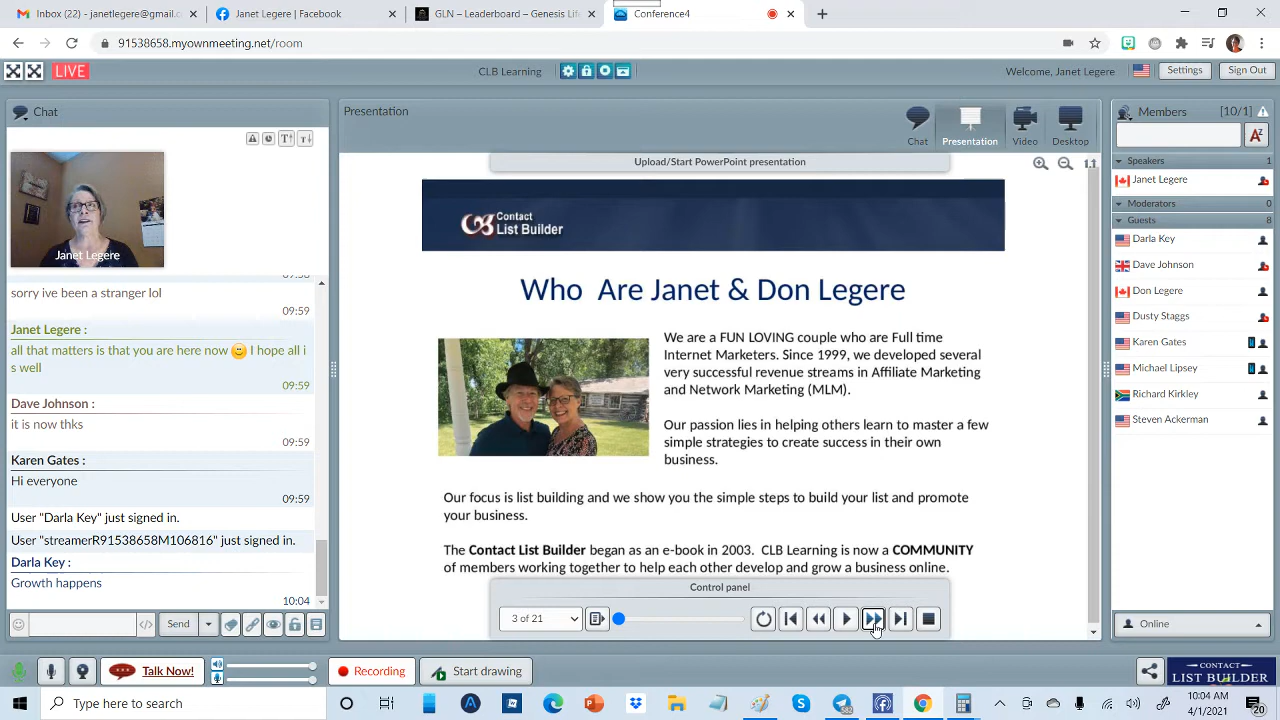 Inbox (20) - janetlegere@gmail.c
Janet Legere | Facebook
GLN – Leaderboard – Genesis Life
Conference4
91538658.myownmeeting.net/room
LIVE
CLB Learning
Welcome, Janet Legere
Settings
Sign Out
Chat
Janet Legere
09:58
sorry ive been a stranger lol
09:59
Janet Legere :
all that matters is that you are here now 😊 I hope all i
s well
09:59
Dave Johnson :
it is now thks
09:59
Karen Gates :
Hi everyone
09:59
User "Darla Key" just signed in.
User "streamerR91538658M106816" just signed in.
Darla Key :
Growth happens
10:04
Send
Presentation
Chat
Presentation
Video
Desktop
Upload/Start PowerPoint presentation
1:1
Contact
List Builder
Who Are Janet & Don Legere
We are a FUN LOVING couple who are Full time
Internet Marketers. Since 1999, we developed several
very successful revenue streams in Affiliate Marketing
and Network Marketing (MLM).
Our passion lies in helping others learn to master a few
simple strategies to create success in their own
business.
Our focus is list building and we show you the simple steps to build your list and promote
your business.
The Contact List Builder began as an e-book in 2003. CLB Learning is now a COMMUNITY
of members working together to help each other develop and grow a business online.
Control panel
3 of 21
Members [10/1]
Speakers 1
Janet Legere
Moderators 0
Guests 8
Darla Key
Dave Johnson
Don Legere
Dusty Staggs
Karen Gates
Michael Lipsey
Richard Kirkley
Steven Ackerman
Online
Talk Now!
Recording
Start drawing
CONTACT
LIST BUILDER
Type here to search
10:04 AM
4/1/2021
20